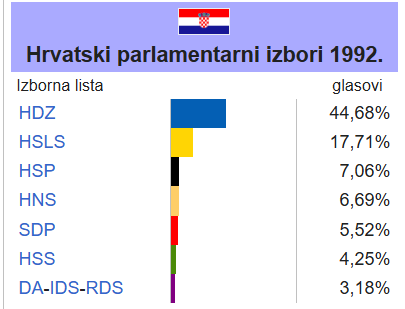 Hrvatski parlamentarni izbori 1992.
Izborna lista glasovi
HDZ 44,68%
HSLS 17,71%
HSP 7,06%
HNS 6,69%
SDP 5,52%
HSS 4,25%
DA-IDS-RDS 3,18%